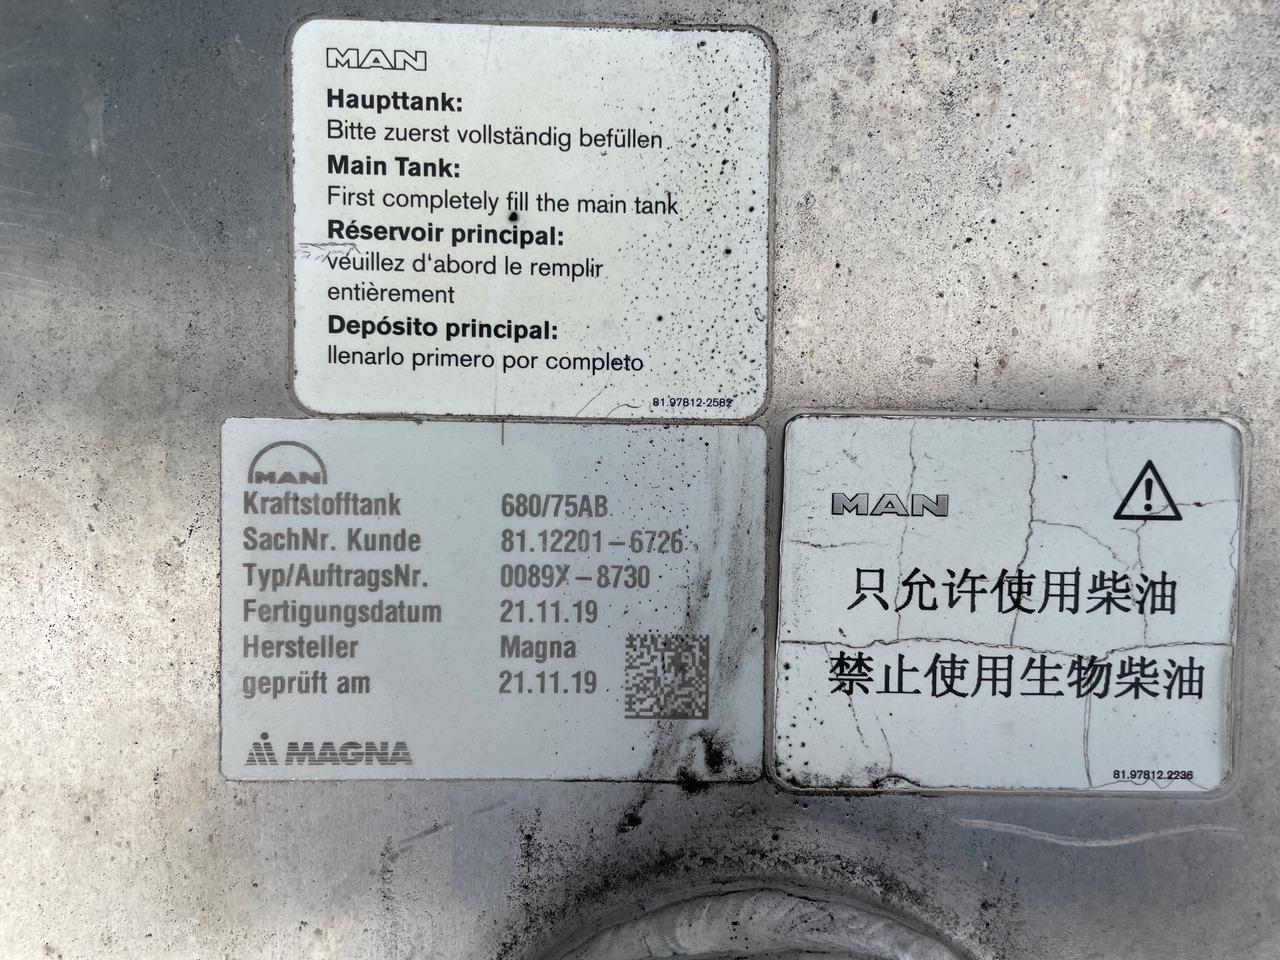 MAN
Haupttank:
Bitte zuerst vollständig befüllen
Main Tank:
First completely fill the main tank
Réservoir principal:
veuillez d'abord le remplir
entièrement
Depósito principal:
llenarlo primero por completo
81.97812-2582
MAN
Kraftstofftank 680/75AB
SachNr. Kunde 81.12201-6726
Typ/AuftragsNr. 0089X-8730
Fertigungsdatum 21.11.19
Hersteller Magna
geprüft am 21.11.19
MAGNA
MAN
只允许使用柴油
禁止使用生物柴油
81.97812.2236